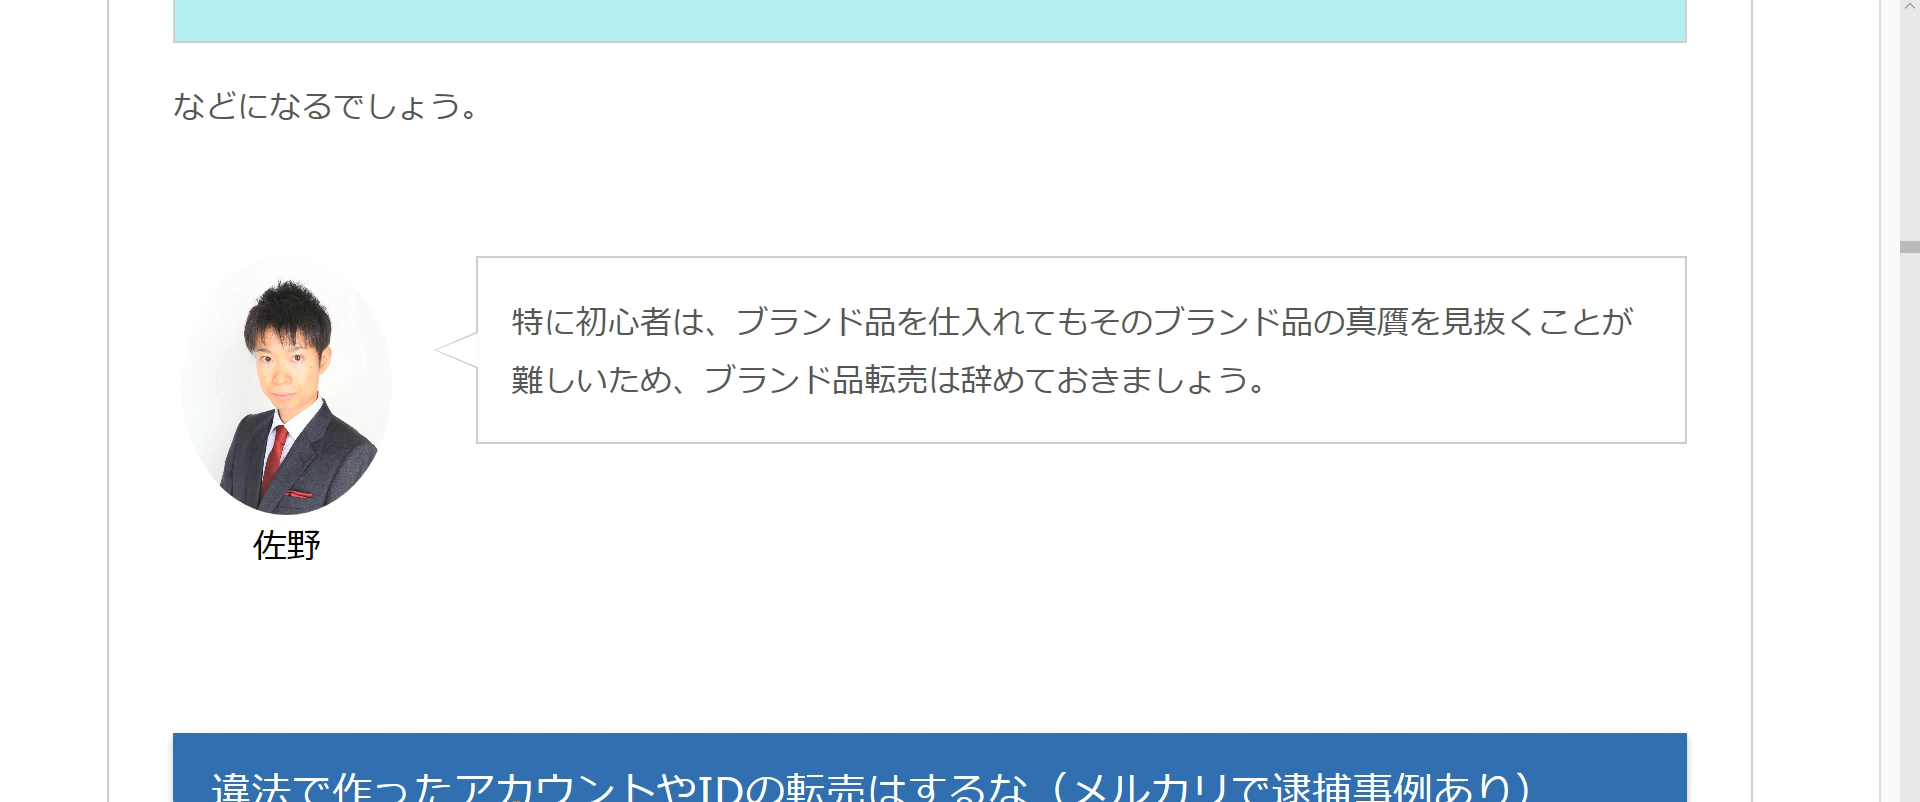 などになるでしょう。
特に初心者は、ブランド品を仕入れてもそのブランド品の真贋を見抜くことが
難しいため、ブランド品転売は辞めておきましょう。
佐野
違法で作ったアカウントやIDの転売はするな（メルカリで逮捕事例あり）